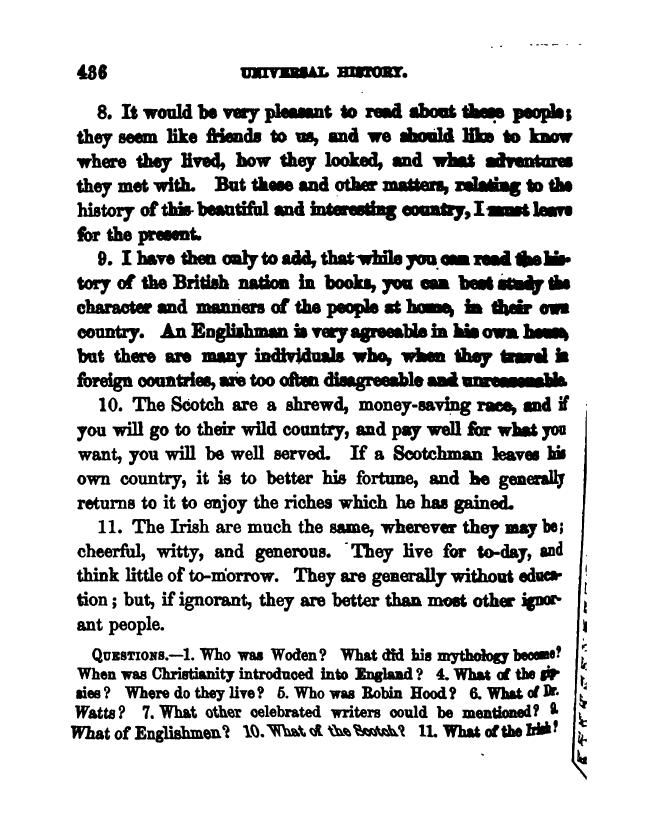 436 UNIVERSAL HISTORY.
8. It would be very pleasant to read about these people;
they seem like friends to us, and we should like to know
where they lived, how they looked, and what adventures
they met with. But these and other matters, relating to the
history of this beautiful and interesting country, I must leave
for the present.
9. I have then only to add, that while you can read the his-
tory of the British nation in books, you can best study the
character and manners of the people at home, in their own
country. An Englishman is very agreeable in his own house,
but there are many individuals who, when they travel in
foreign countries, are too often disagreeable and unreasonable.
10. The Scotch are a shrewd, money-saving race, and if
you will go to their wild country, and pay well for what you
want, you will be well served. If a Scotchman leaves his
own country, it is to better his fortune, and he generally
returns to it to enjoy the riches which he has gained.
11. The Irish are much the same, wherever they may be;
cheerful, witty, and generous. They live for to-day, and
think little of to-morrow. They are generally without educa-
tion; but, if ignorant, they are better than most other ignor-
ant people.
QUESTIONS.—1. Who was Woden? What did his mythology become?
When was Christianity introduced into England? 4. What of the gip-
sies? Where do they live? 5. Who was Robin Hood? 6. What of Dr.
Watts? 7. What other celebrated writers could be mentioned? 9.
What of Englishmen? 10. What of the Scotch? 11. What of the Irish?